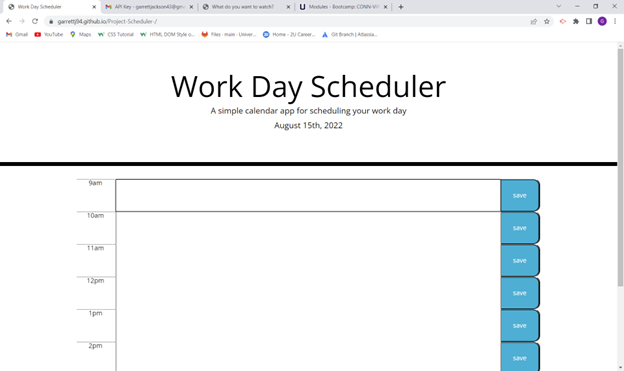 Work Day Scheduler
API Key - garrettjackson43@gm
What do you want to watch?
Modules - Bootcamp: CONN-VIR
garrettj94.github.io/Project-Scheduler-/
G
Gmail
YouTube
Maps
CSS Tutorial
HTML DOM Style o...
Files · main · Univer...
Home - 2U Career...
Git Branch | Atlassi...
Work Day Scheduler
A simple calendar app for scheduling your work day
August 15th, 2022
9am
save
10am
save
11am
save
12pm
save
1pm
save
2pm
save